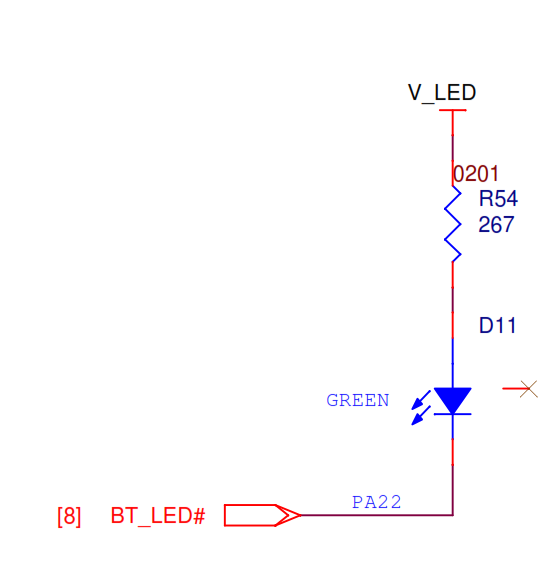 V_LED
0201
R54
267
D11
GREEN
PA22
[8] BT_LED#